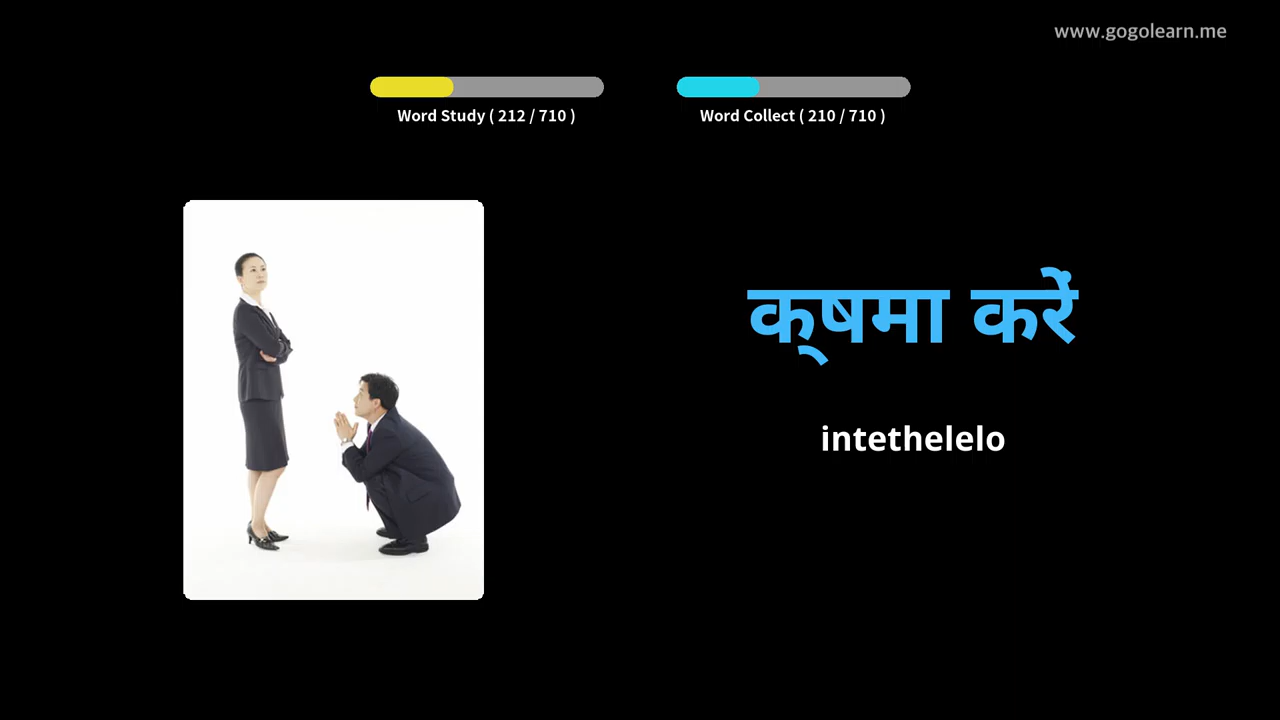 www.gogolearn.me
Word Study ( 212 / 710 )
Word Collect ( 210 / 710 )
क्षमा करें
intethelelo